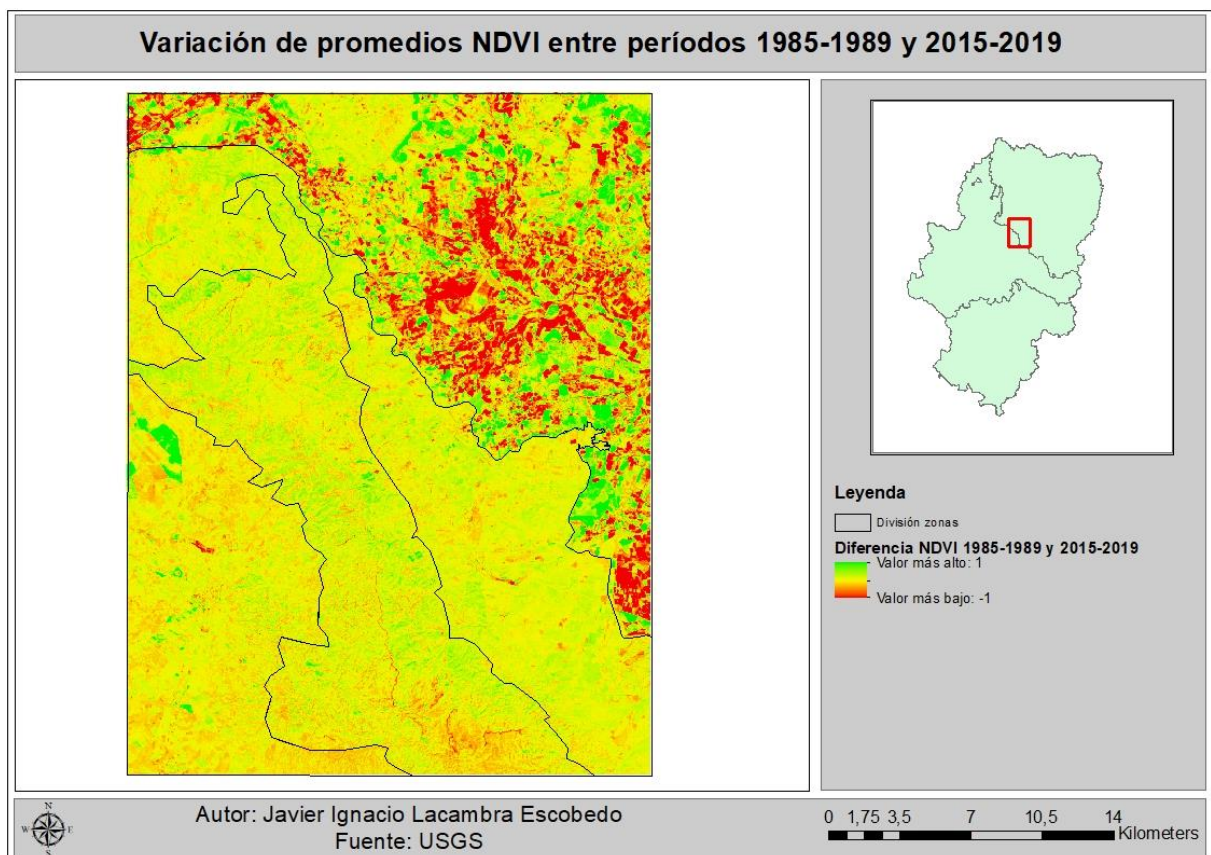 Variación de promedios NDVI entre períodos 1985-1989 y 2015-2019
Leyenda
División zonas
Diferencia NDVI 1985-1989 y 2015-2019
Valor más alto: 1
Valor más bajo: -1
N
W E
S
Autor: Javier Ignacio Lacambra Escobedo
Fuente: USGS
0 1,75 3,5 7 10,5 14
Kilometers